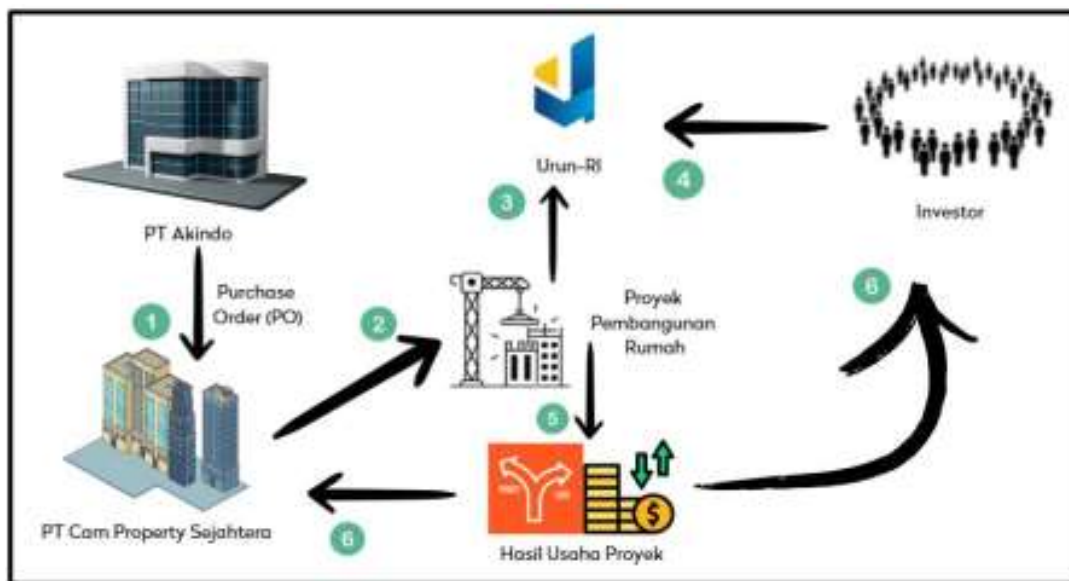 PT Akindo
1
Purchase
Order (PO)
PT Cam Property Sejahtera
2
3
Urun-RI
4
Investor
Proyek
Pembangunan
Rumah
5
Hasil Usaha Proyek
6
6